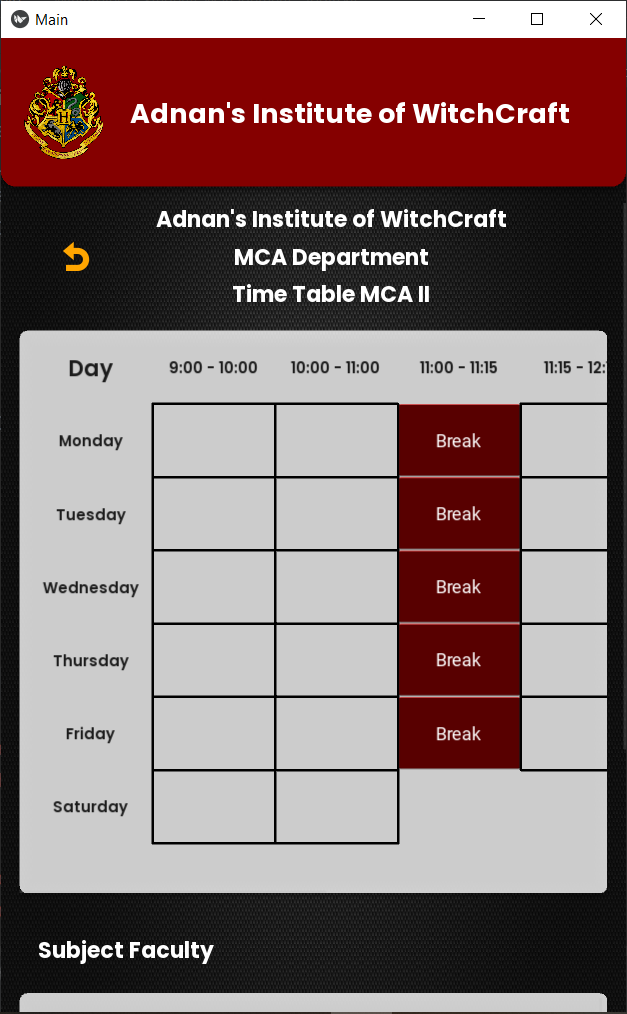 Main
Adnan's Institute of WitchCraft
Adnan's Institute of WitchCraft
MCA Department
Time Table MCA II
Day 9:00 - 10:00 10:00 - 11:00 11:00 - 11:15 11:15 - 12:
Monday Break
Tuesday Break
Wednesday Break
Thursday Break
Friday Break
Saturday
Subject Faculty